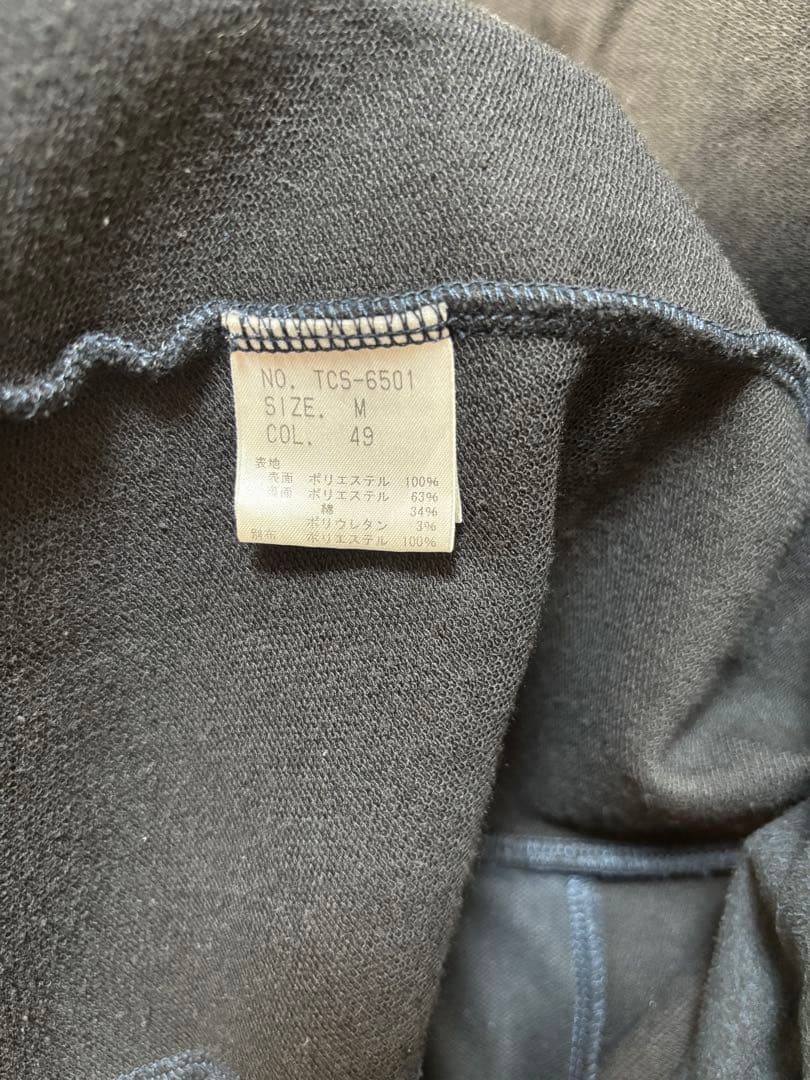 NO. TCS-6501
SIZE. M
COL. 49
表地
表面 ポリエステル 100%
裏面 ポリエステル 63%
綿 34%
ポリウレタン 3%
別布 ポリエステル 100%